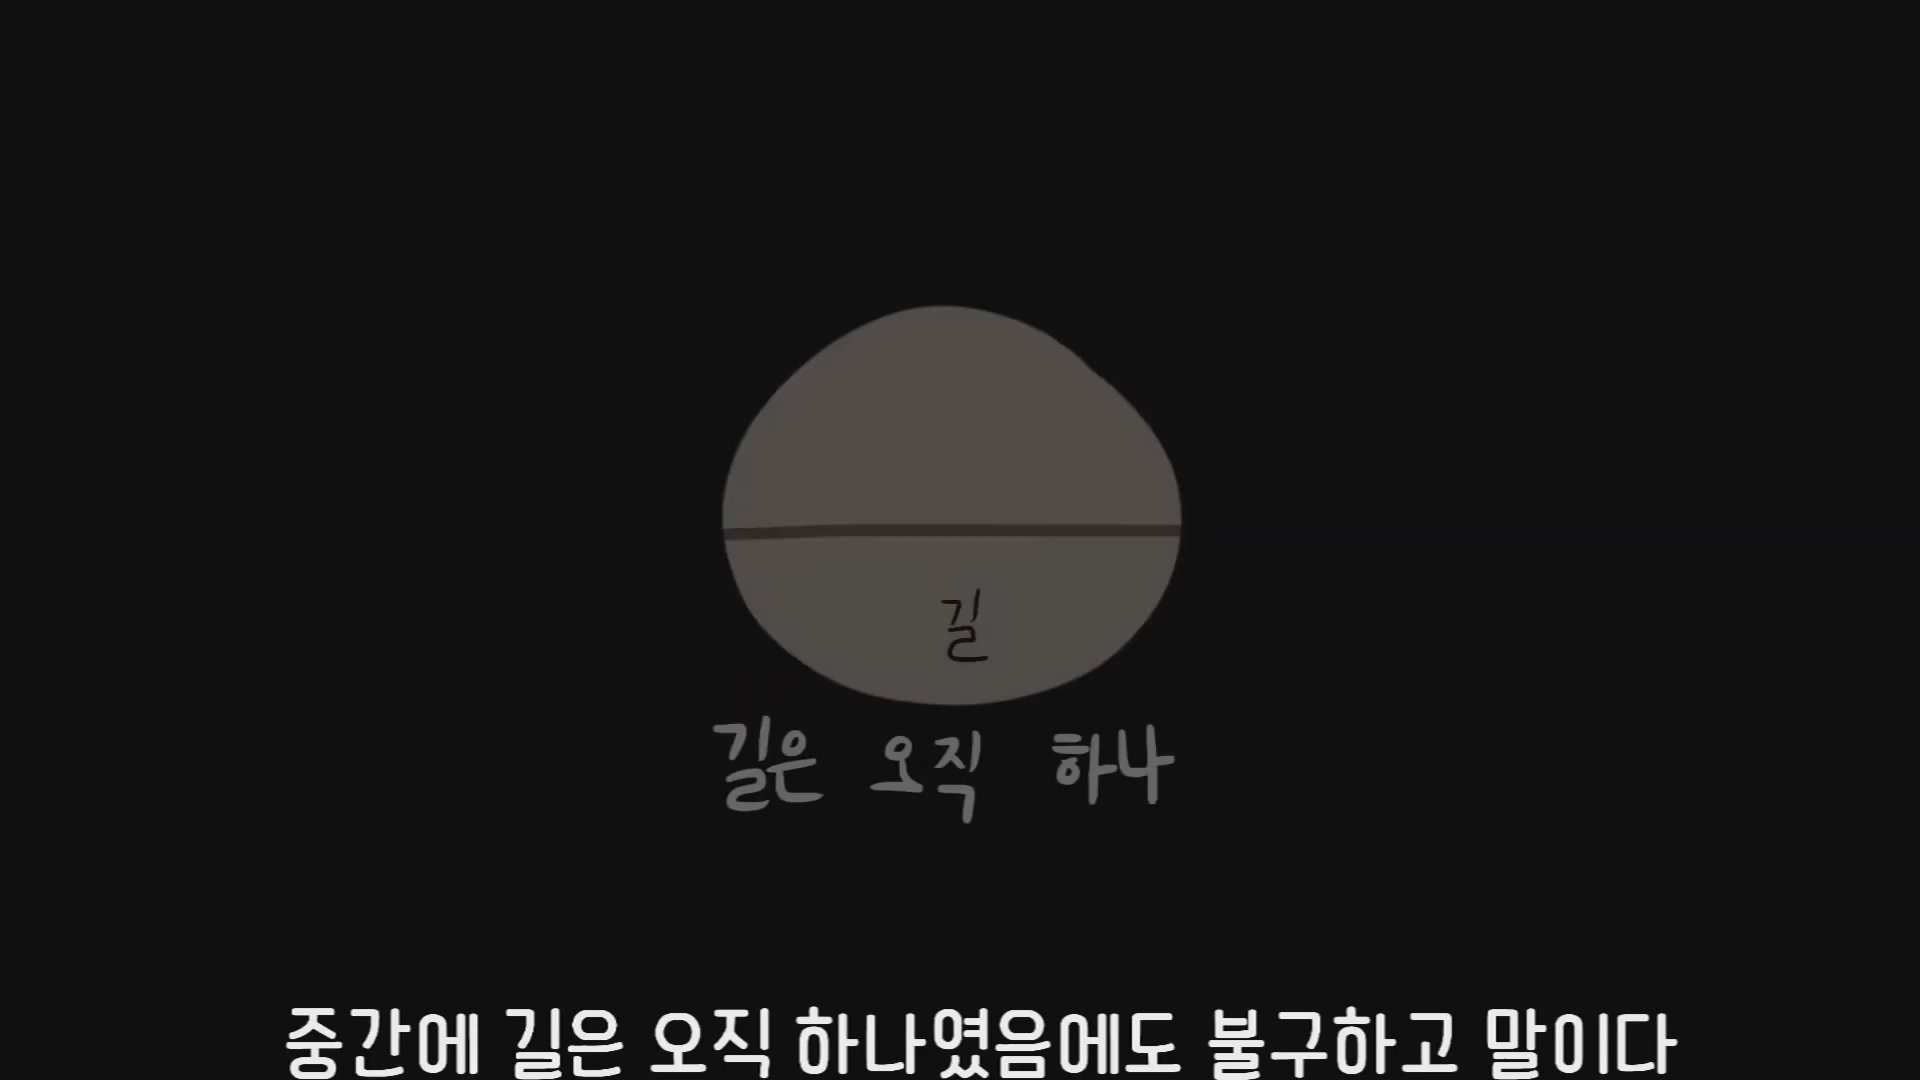 길
길은 오직 하나
중간에 길은 오직 하나였음에도 불구하고 말이다